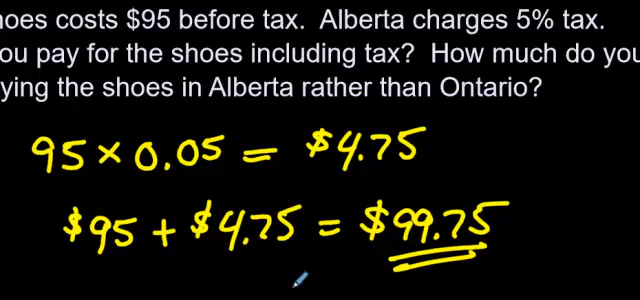 hoes costs $95 before tax. Alberta charges 5% tax.
ou pay for the shoes including tax? How much do you
ying the shoes in Alberta rather than Ontario?
95 × 0.05 = $4.75
$95 + $4.75 = $99.75